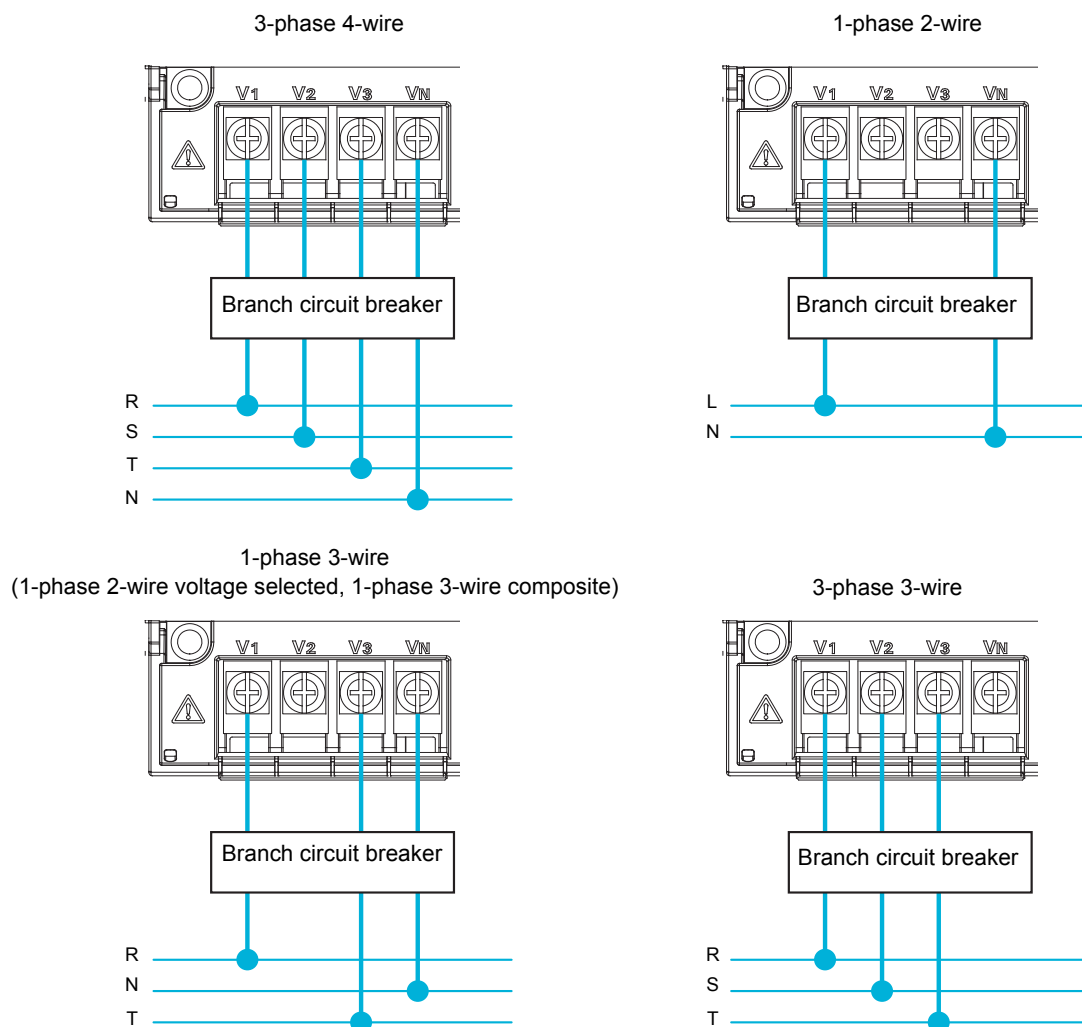 3-phase 4-wire
V1 V2 V3 VN
Branch circuit breaker
R
S
T
N
1-phase 2-wire
V1 V2 V3 VN
Branch circuit breaker
L
N
1-phase 3-wire
(1-phase 2-wire voltage selected, 1-phase 3-wire composite)
V1 V2 V3 VN
Branch circuit breaker
R
N
T
3-phase 3-wire
V1 V2 V3 VN
Branch circuit breaker
R
S
T